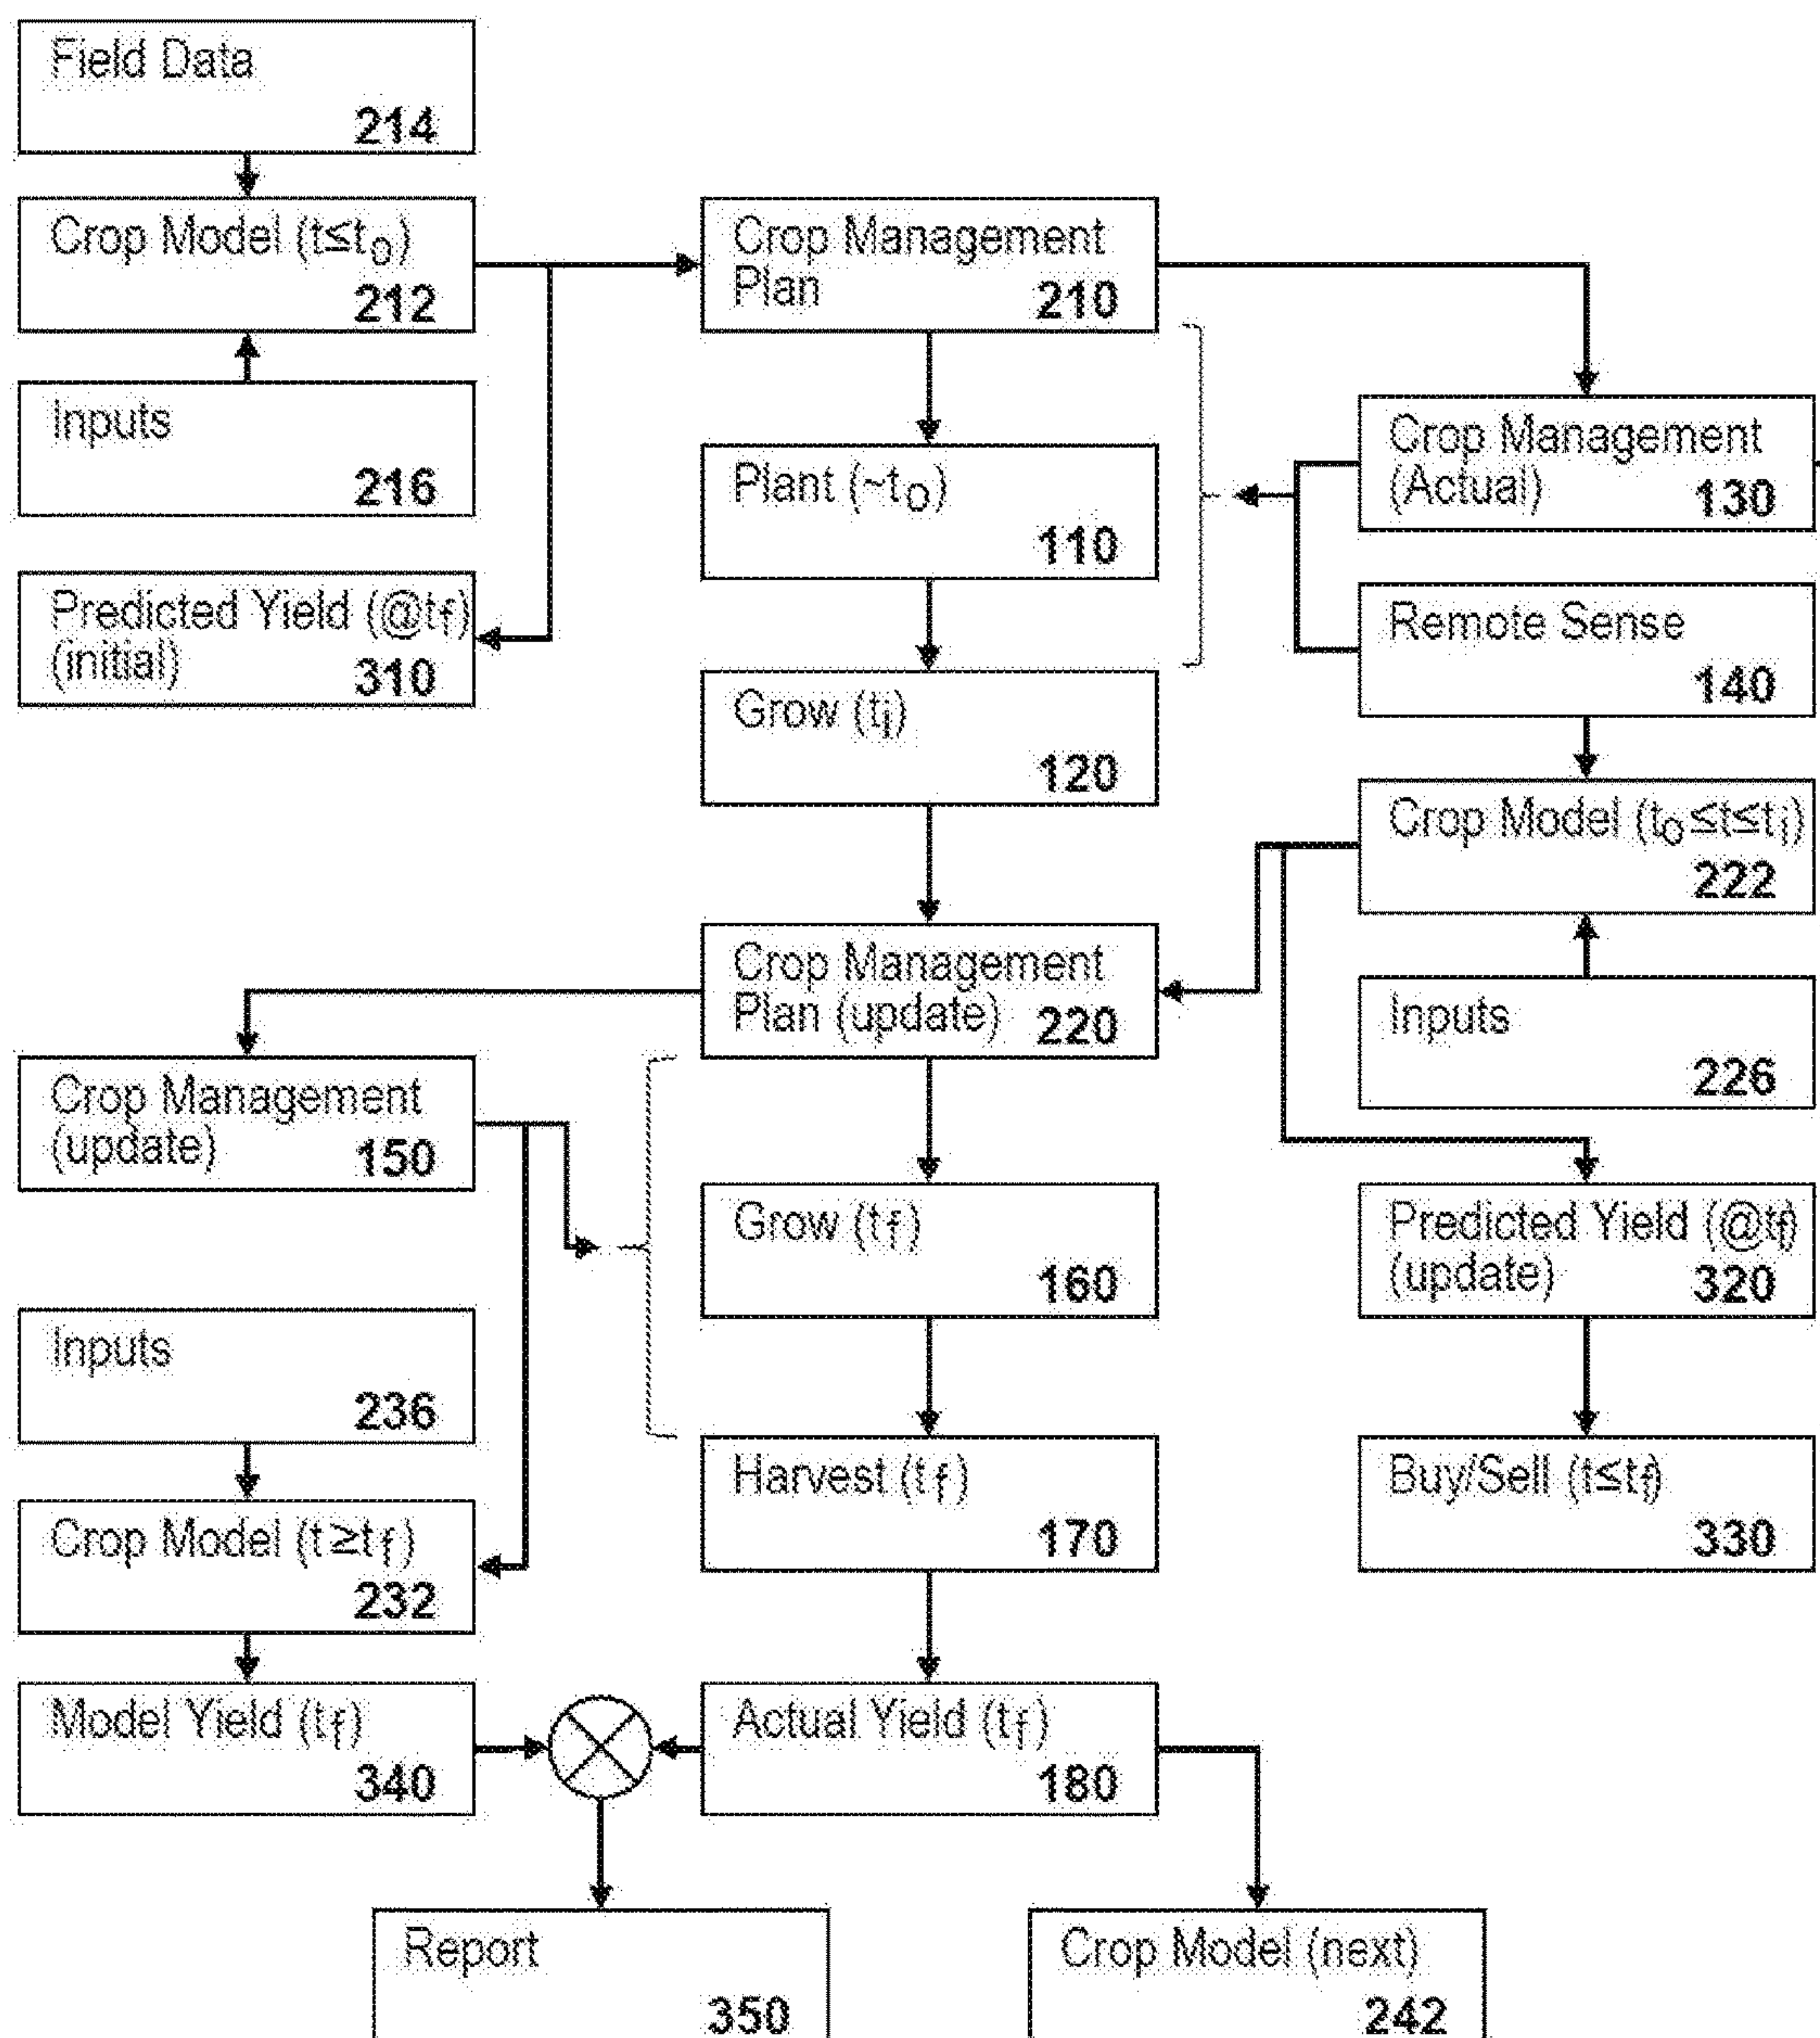 Field Data
214
Crop Model (t≤t₀)
212
Inputs
216
Predicted Yield (@tf)
(initial)
310
Crop Management
Plan
210
Plant (~t₀)
110
Grow (ti)
120
Crop Management
(Actual)
130
Remote Sense
140
Crop Model (t₀≤t≤ti)
222
Inputs
226
Crop Management
Plan (update)
220
Crop Management
(update)
150
Grow (tf)
160
Predicted Yield (@tf)
(update)
320
Inputs
236
Harvest (tf)
170
Buy/Sell (t≤tf)
330
Crop Model (t≥tf)
232
Model Yield (tf)
340
Actual Yield (tf)
180
Report
350
Crop Model (next)
242